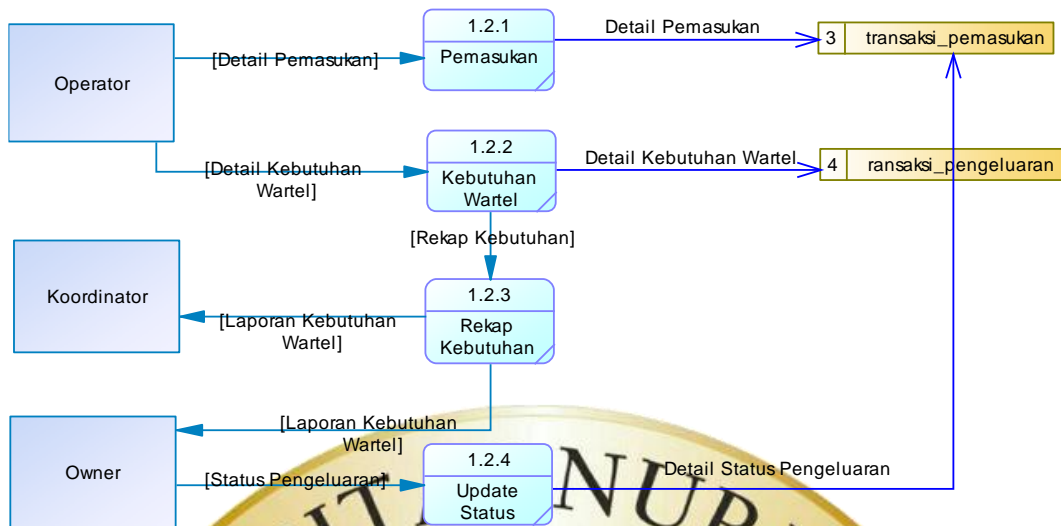 1.2.1
Detail Pemasukan
3 transaksi_pemasukan
[Detail Pemasukan]
Pemasukan
Operator
1.2.2
Detail Kebutuhan Wartel
4 ransaksi_pengeluaran
[Detail Kebutuhan
Wartel]
Kebutuhan
Wartel
[Rekap Kebutuhan]
Koordinator
1.2.3
[Laporan Kebutuhan
Wartel]
Rekap
Kebutuhan
[Laporan Kebutuhan
Wartel]
Owner
1.2.4
Detail Status Pengeluaran
[Status Pengeluaran]
Update
Status